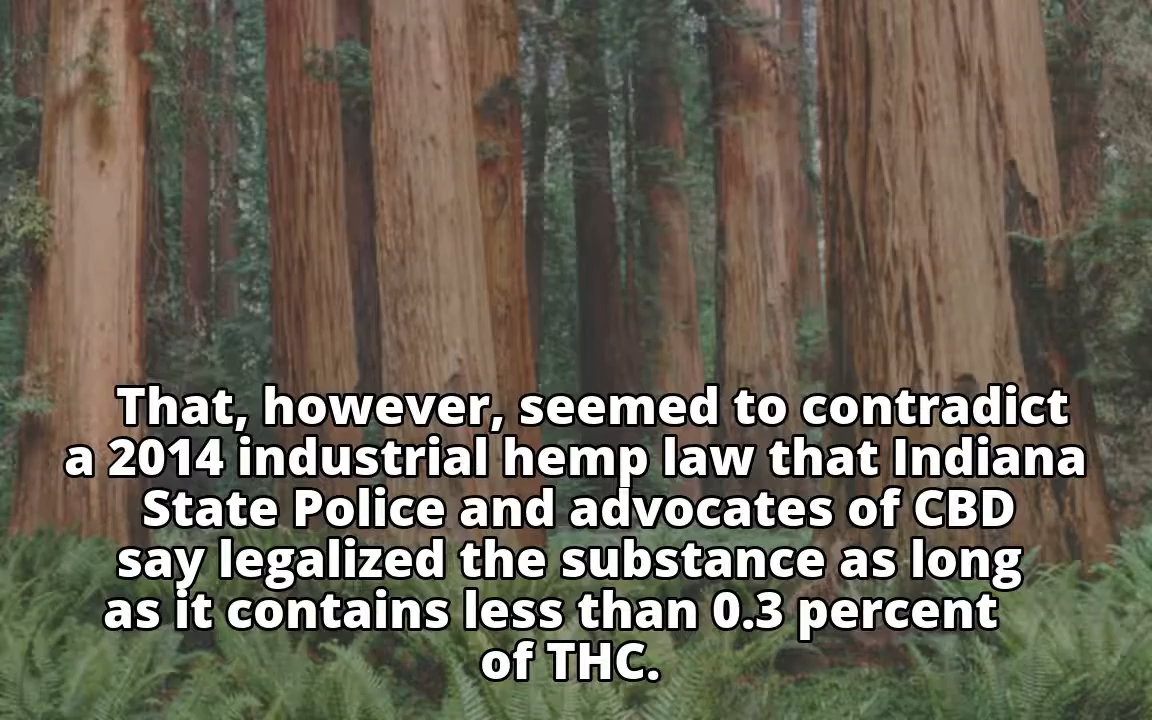 That, however, seemed to contradict
a 2014 industrial hemp law that Indiana
State Police and advocates of CBD
say legalized the substance as long
as it contains less than 0.3 percent
of THC.